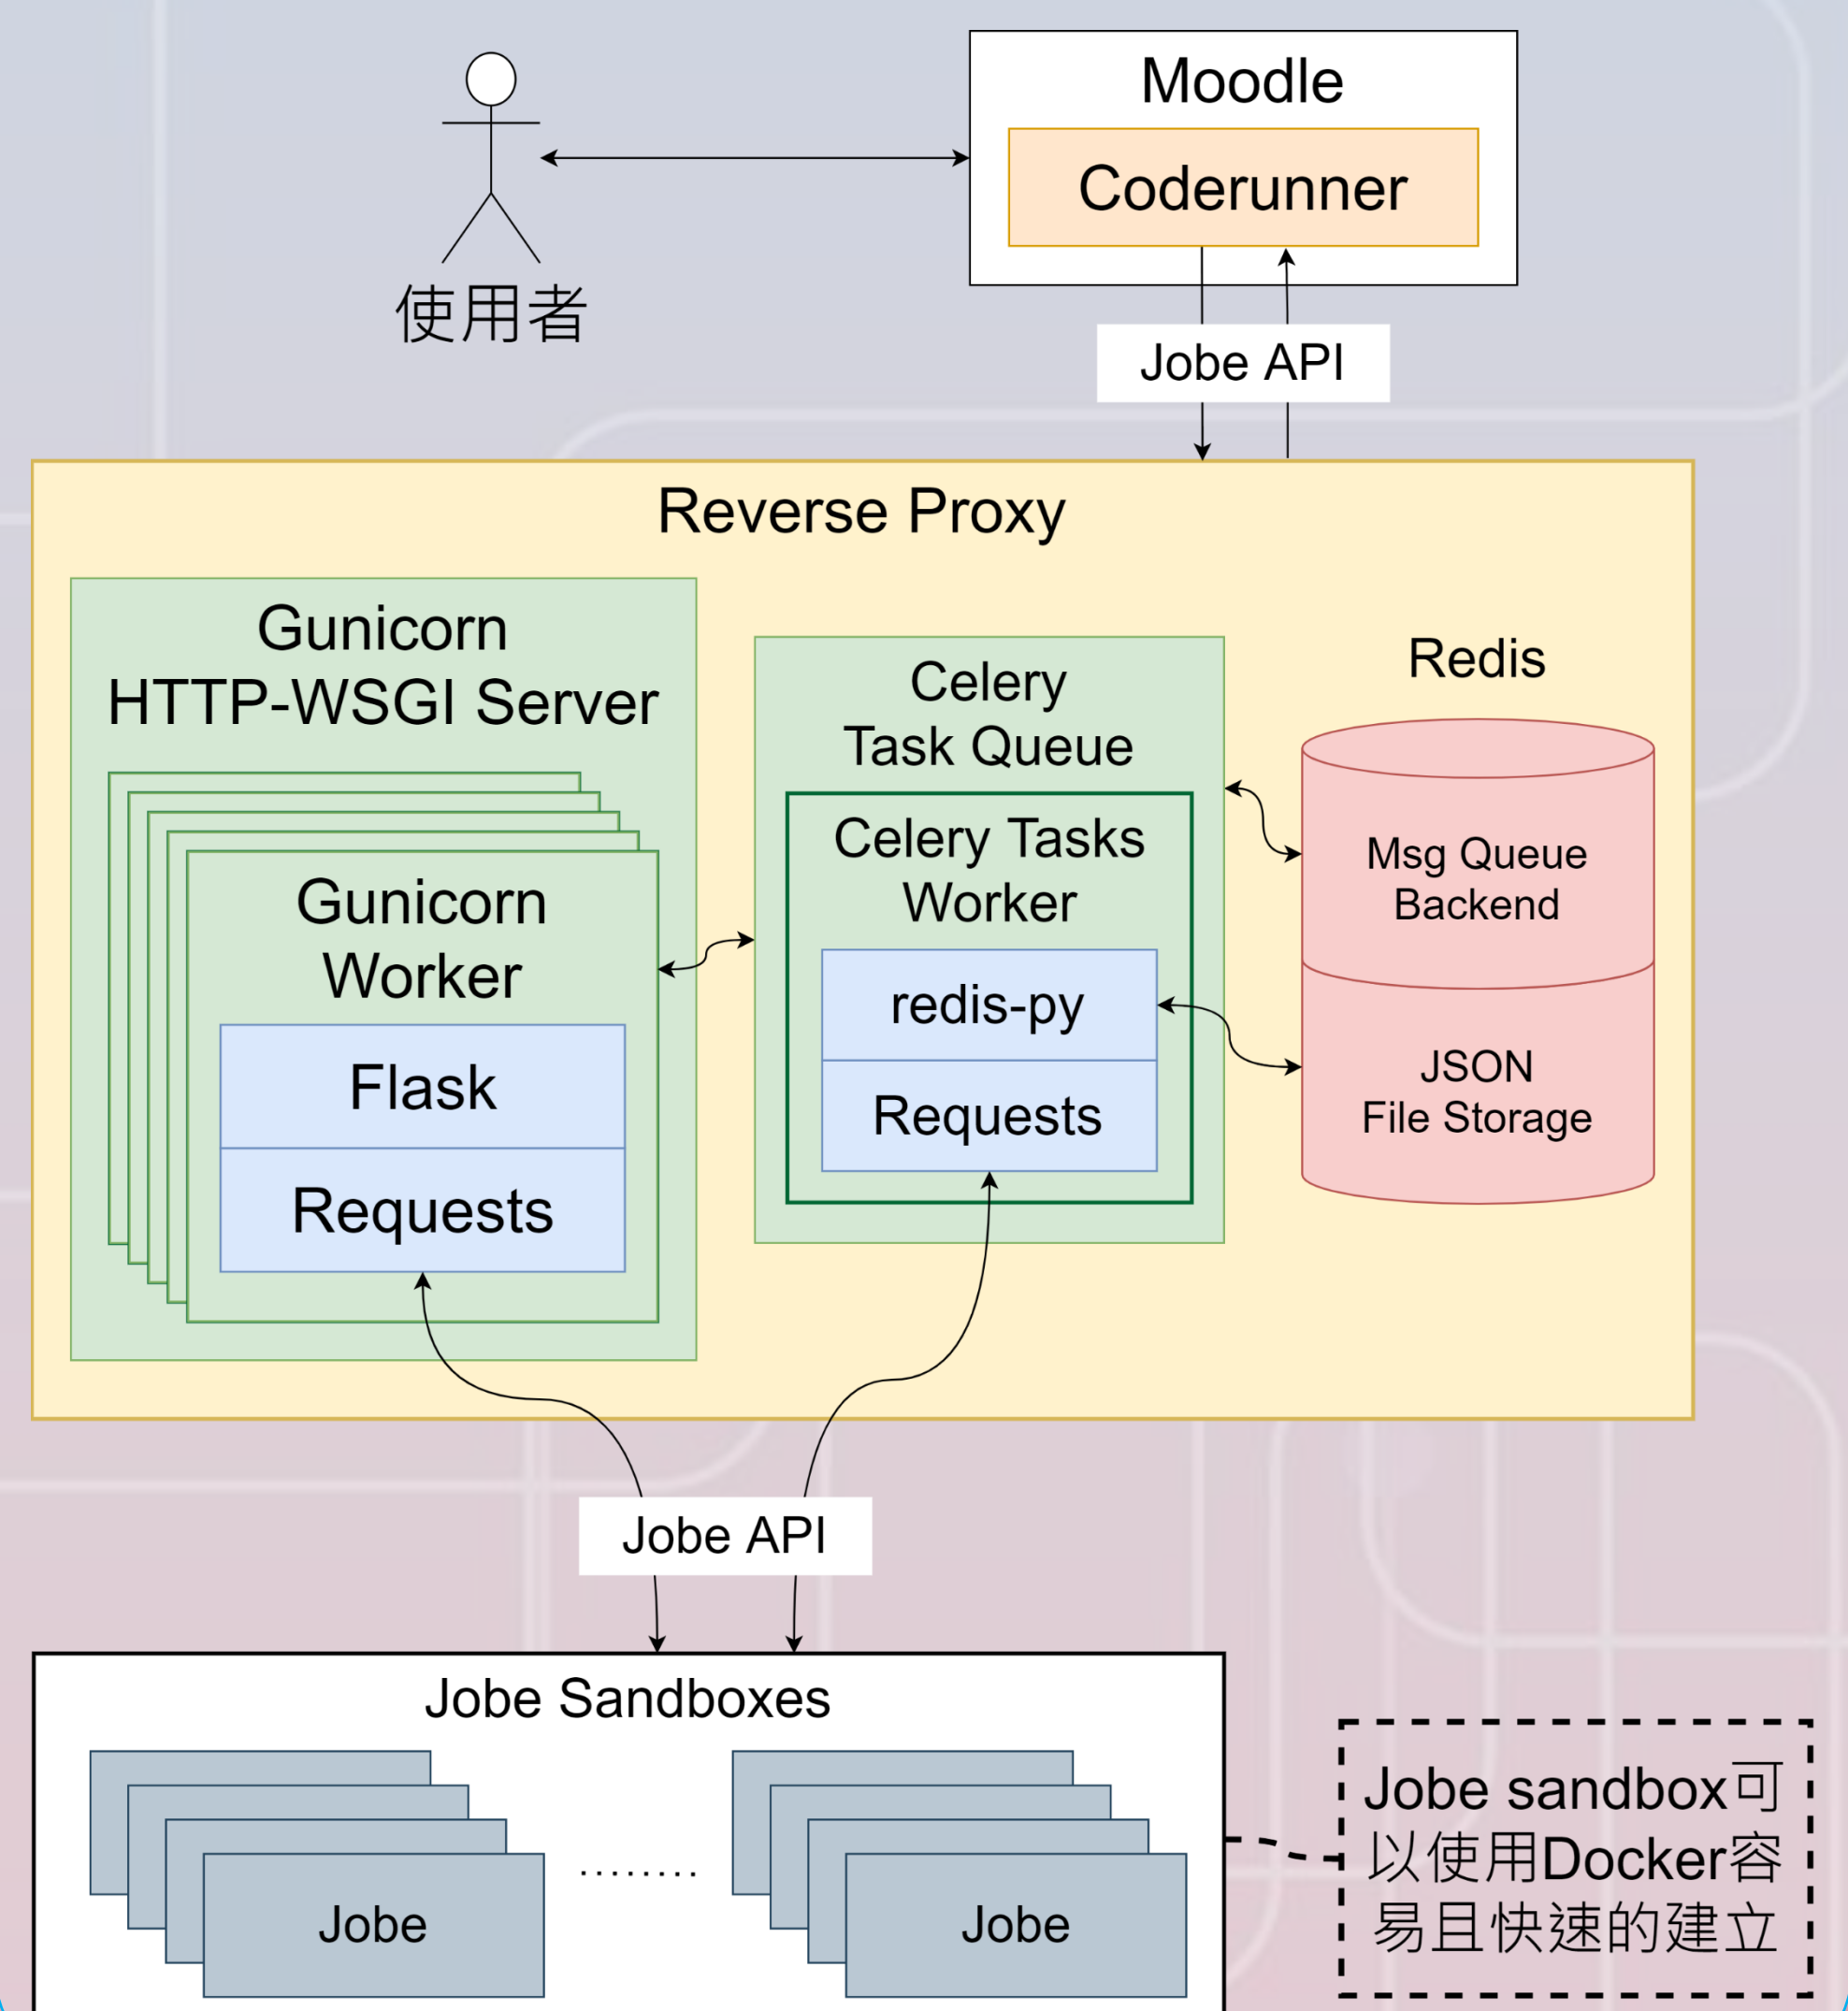 Moodle
Coderunner
使用者
Jobe API
Reverse Proxy
Gunicorn
HTTP-WSGI Server
Gunicorn
Worker
Flask
Requests
Celery
Task Queue
Celery Tasks
Worker
redis-py
Requests
Redis
Msg Queue
Backend
JSON
File Storage
Jobe API
Jobe Sandboxes
Jobe
........
Jobe
Jobe sandbox可
以使用Docker容
易且快速的建立